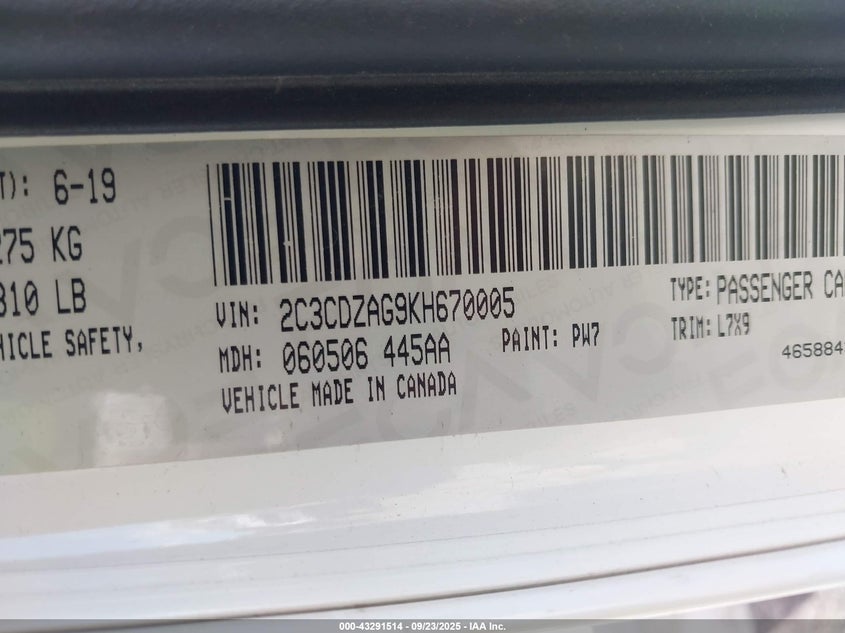 T): 6-19
275 KG
310 LB
HICLE SAFETY,
VIN: 2C3CDZAG9KH670005
TYPE: PASSENGER CA
MDH: 060506 445AA
PAINT: PW7
TRIM: L7X9
VEHICLE MADE IN CANADA
46588
000-43291514 - 09/23/2025 - IAA Inc.